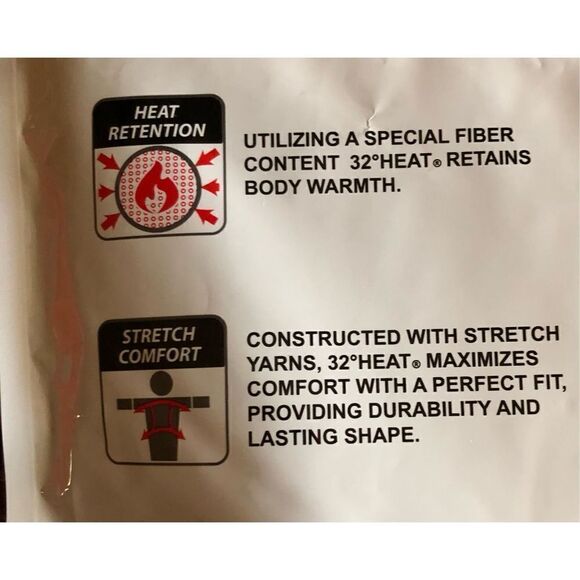 HEAT
RETENTION
UTILIZING A SPECIAL FIBER
CONTENT 32°HEAT® RETAINS
BODY WARMTH.
STRETCH
COMFORT
CONSTRUCTED WITH STRETCH
YARNS, 32°HEAT® MAXIMIZES
COMFORT WITH A PERFECT FIT,
PROVIDING DURABILITY AND
LASTING SHAPE.